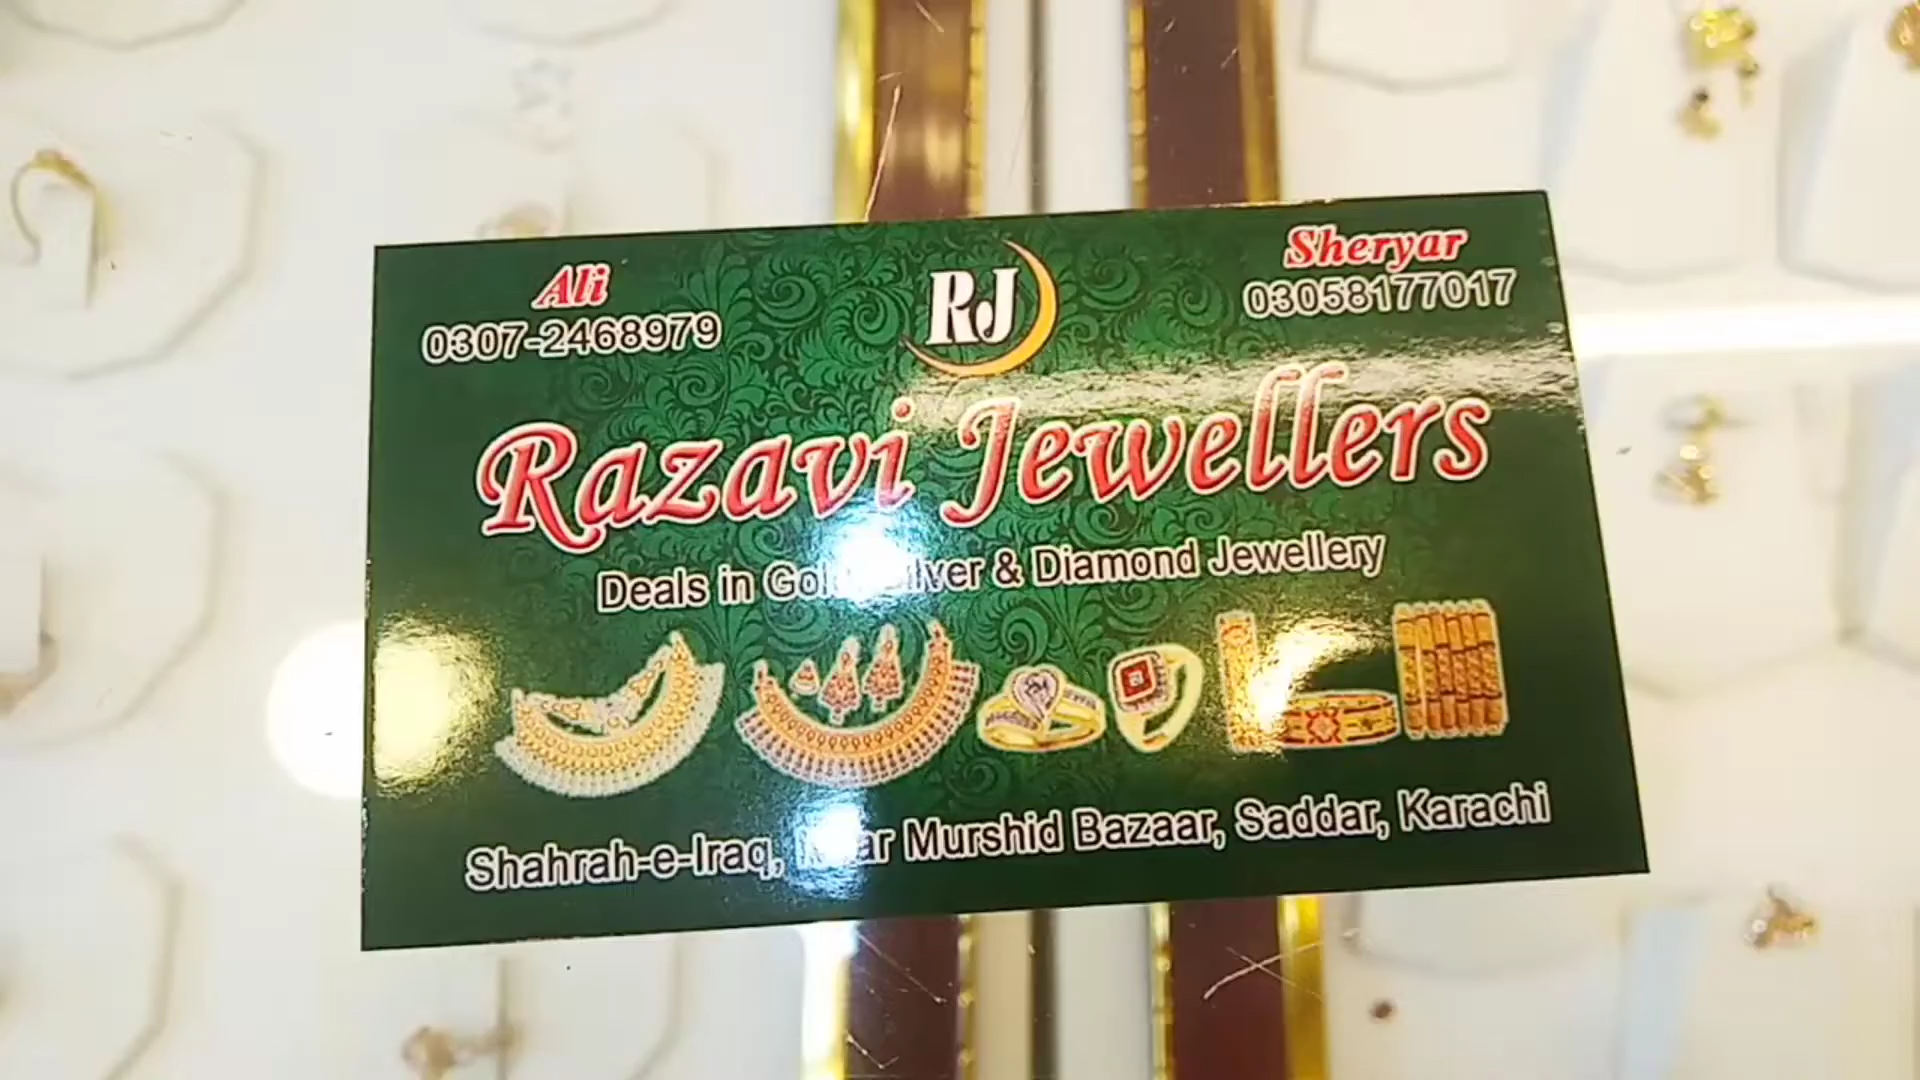 Ali
0307-2468979
RJ
Sheryar
03058177017
Razavi Jewellers
Deals in Gold Silver & Diamond Jewellery
Shahrah-e-Iraq, Near Murshid Bazaar, Saddar, Karachi